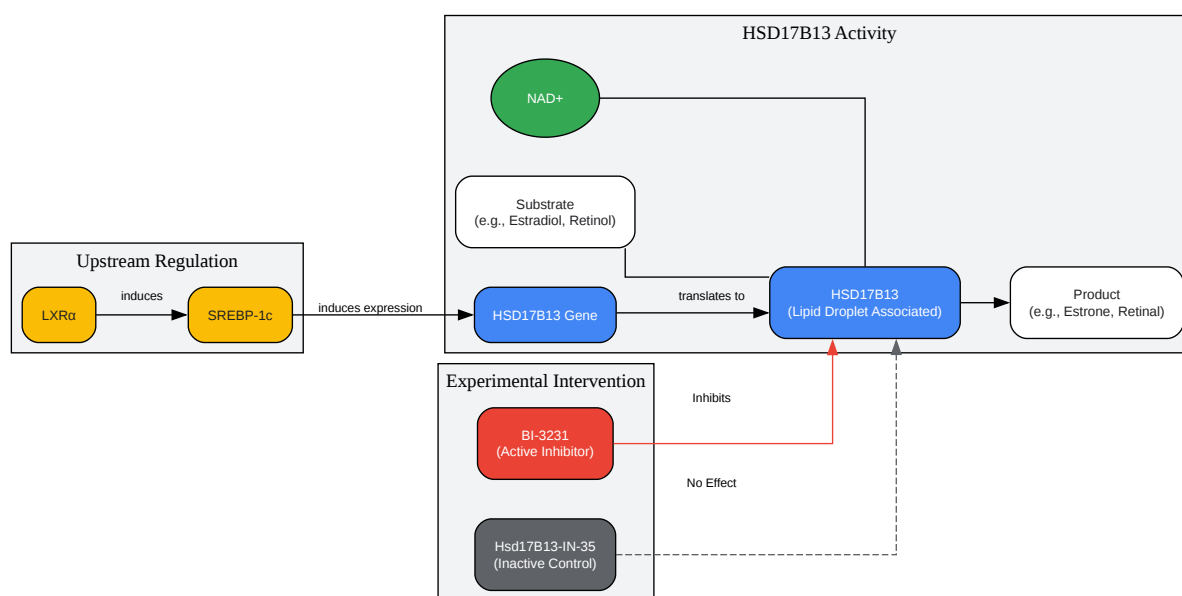 HSD17B13 Activity
NAD+
Substrate
(e.g., Estradiol, Retinol)
Upstream Regulation
LXRα
induces
SREBP-1c
induces expression
HSD17B13 Gene
translates to
HSD17B13
(Lipid Droplet Associated)
Product
(e.g., Estrone, Retinal)
Experimental Intervention
BI-3231
(Active Inhibitor)
Inhibits
No Effect
Hsd17B13-IN-35
(Inactive Control)